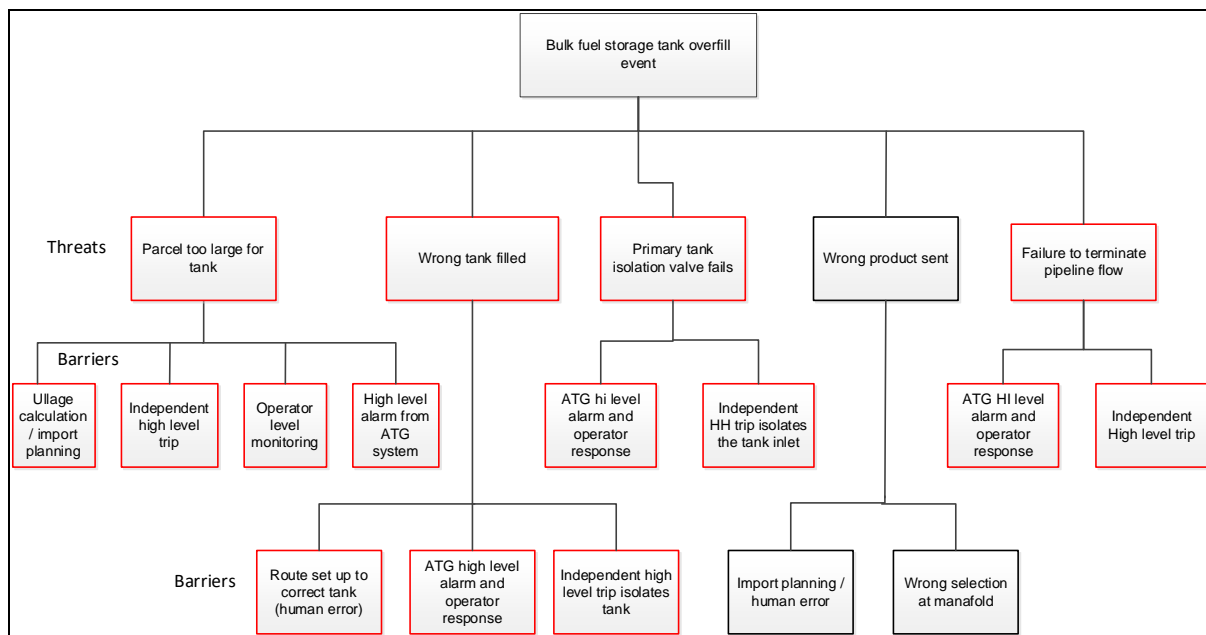 Bulk fuel storage tank overfill
event
Threats
Parcel too large for
tank
Wrong tank filled
Primary tank
isolation valve fails
Wrong product sent
Failure to terminate
pipeline flow
Barriers
Ullage
calculation
/ import
planning
Independent
high level
trip
Operator
level
monitoring
High level
alarm from
ATG
system
ATG hi level
alarm and
operator
response
Independent
HH trip isolates
the tank inlet
ATG HI level
alarm and
operator
response
Independent
High level trip
Barriers
Route set up to
correct tank
(human error)
ATG high level
alarm and
operator
response
Independent high
level trip isolates
tank
Import planning /
human error
Wrong selection
at manafold